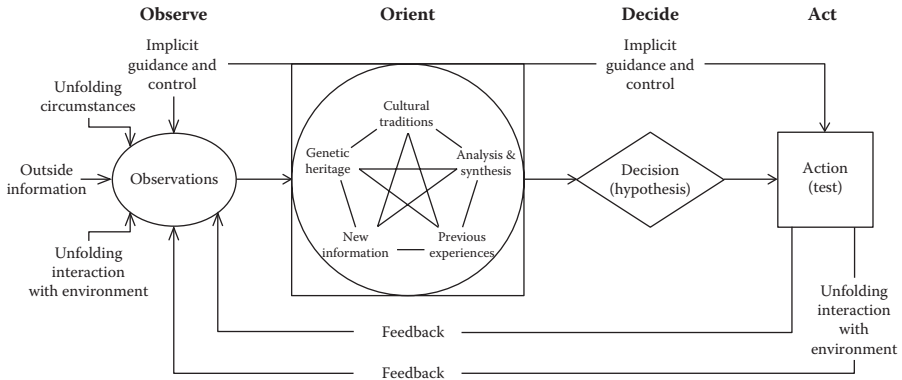 Observe
Orient
Decide
Act
Implicit
guidance and
control
Unfolding
circumstances
Outside
information
Observations
Unfolding
interaction
with environment
Cultural
traditions
Genetic
heritage
Analysis &
synthesis
New
information
Previous
experiences
Implicit
guidance and
control
Decision
(hypothesis)
Action
(test)
Unfolding
interaction
with
environment
Feedback
Feedback